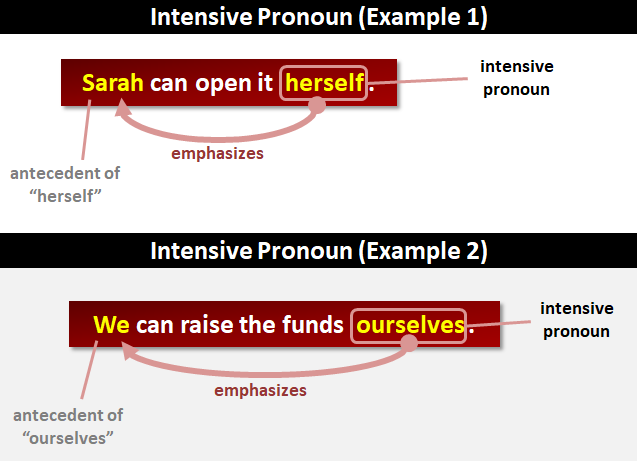 Intensive Pronoun (Example 1)
Sarah can open it herself.
intensive
pronoun
emphasizes
antecedent of
“herself”
Intensive Pronoun (Example 2)
We can raise the funds ourselves.
intensive
pronoun
emphasizes
antecedent of
“ourselves”